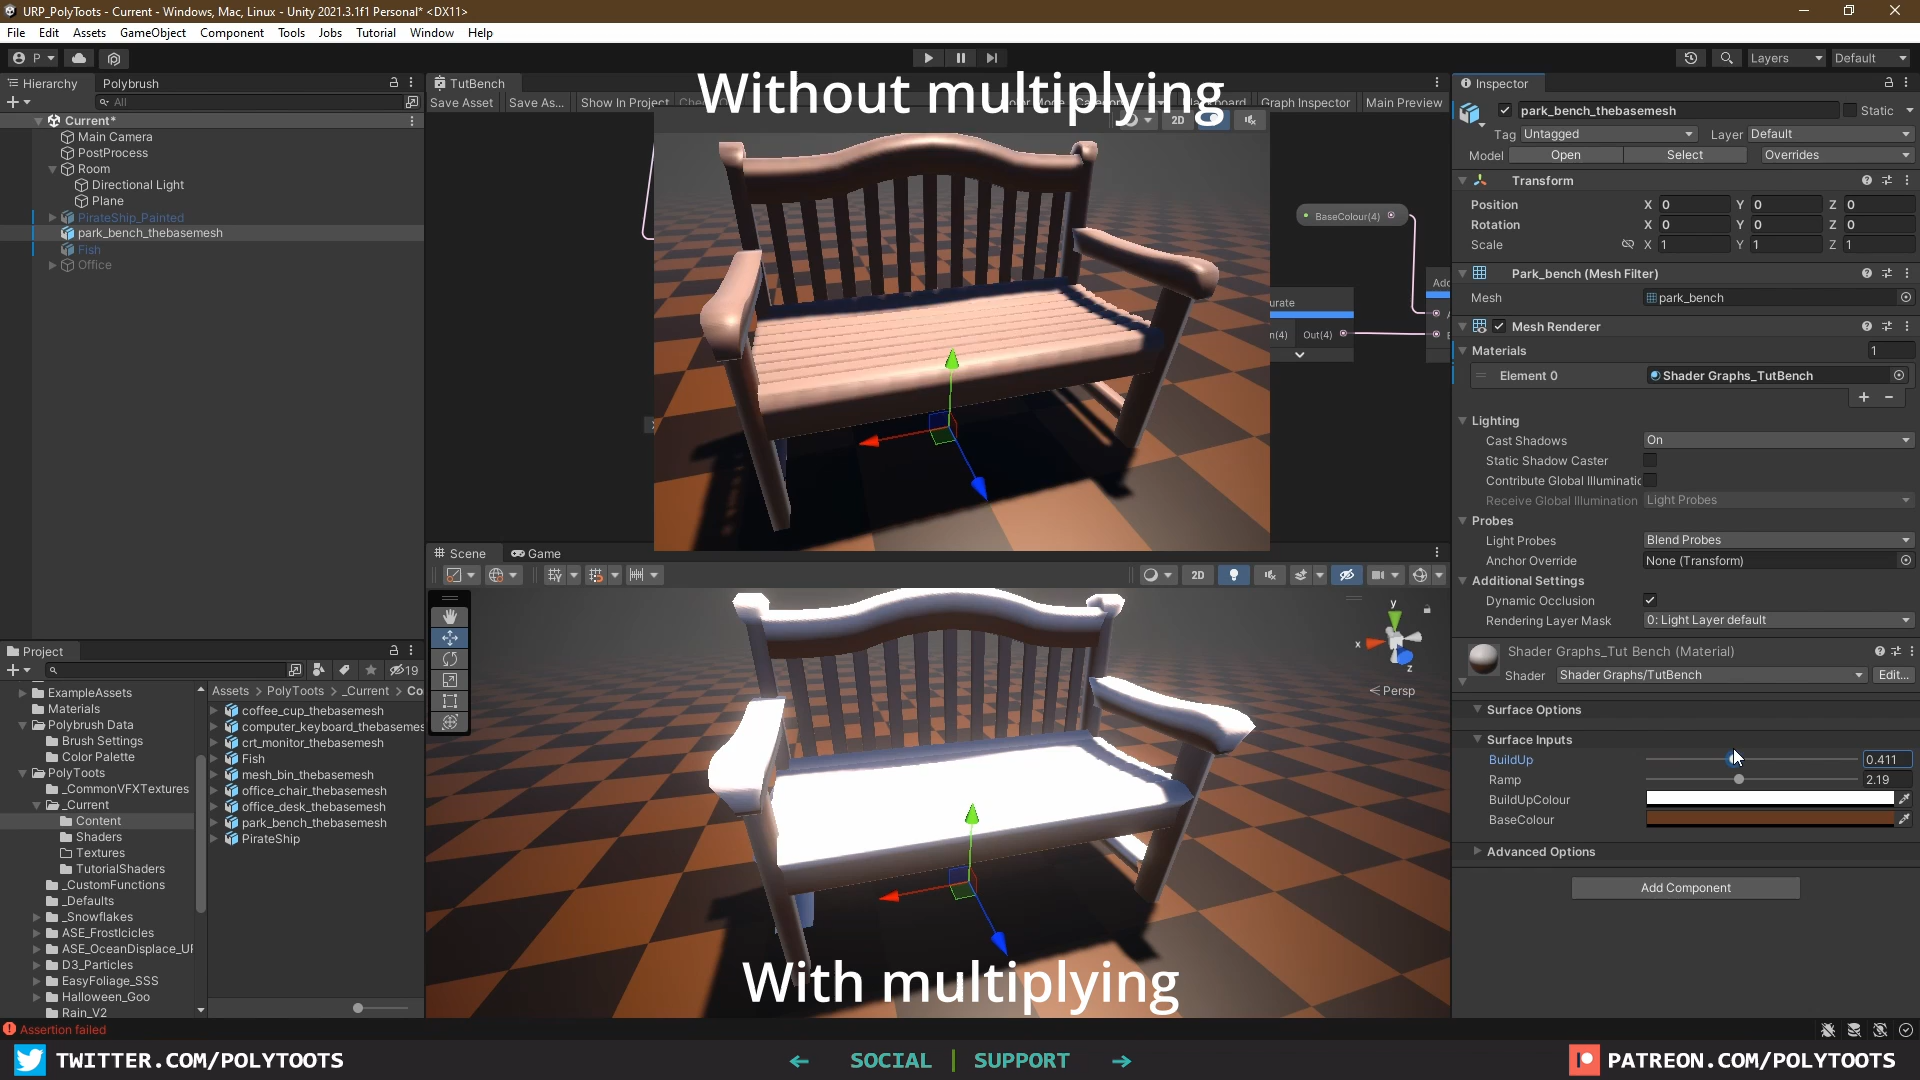 URP_PolyToots - Current - Windows, Mac, Linux - Unity 2021.3.1f1 Personal* <DX11>
File Edit Assets GameObject Component Tools Jobs Tutorial Window Help
P
Layers Default
Hierarchy Polybrush
All
Current*
Main Camera
PostProcess
Room
Directional Light
Plane
PirateShip_Painted
park_bench_thebasemesh
Fish
Office
TutBench
Save Asset Save As... Show In Project
Graph Inspector Main Preview
Without multiplying
2D
BaseColour(4)
urate
n(4) Out(4)
Scene Game
2D
y
x
z
Persp
With multiplying
Project
19
ExampleAssets
Materials
Polybrush Data
Brush Settings
Color Palette
PolyToots
_CommonVFXTextures
_Current
Content
Shaders
Textures
TutorialShaders
_CustomFunctions
_Defaults
_Snowflakes
ASE_FrostIcicles
ASE_OceanDisplace_UF
D3_Particles
EasyFoliage_SSS
Halloween_Goo
Rain_V2
Assets > PolyToots > _Current > Co
coffee_cup_thebasemesh
computer_keyboard_thebasemes
crt_monitor_thebasemesh
Fish
mesh_bin_thebasemesh
office_chair_thebasemesh
office_desk_thebasemesh
park_bench_thebasemesh
PirateShip
Inspector
park_bench_thebasemesh Static
Tag Untagged Layer Default
Model Open Select Overrides
Transform
Position X 0 Y 0 Z 0
Rotation X 0 Y 0 Z 0
Scale X 1 Y 1 Z 1
Park_bench (Mesh Filter)
Mesh park_bench
Mesh Renderer
Materials 1
Element 0 Shader Graphs_TutBench
Lighting
Cast Shadows On
Static Shadow Caster
Contribute Global Illuminatic
Receive Global Illumination Light Probes
Probes
Light Probes Blend Probes
Anchor Override None (Transform)
Additional Settings
Dynamic Occlusion
Rendering Layer Mask 0: Light Layer default
Shader Graphs_Tut Bench (Material)
Shader Shader Graphs/TutBench Edit...
Surface Options
Surface Inputs
BuildUp 0.411
Ramp 2.19
BuildUpColour
BaseColour
Advanced Options
Add Component
Assertion failed
TWITTER.COM/POLYTOOTS
SOCIAL | SUPPORT
PATREON.COM/POLYTOOTS